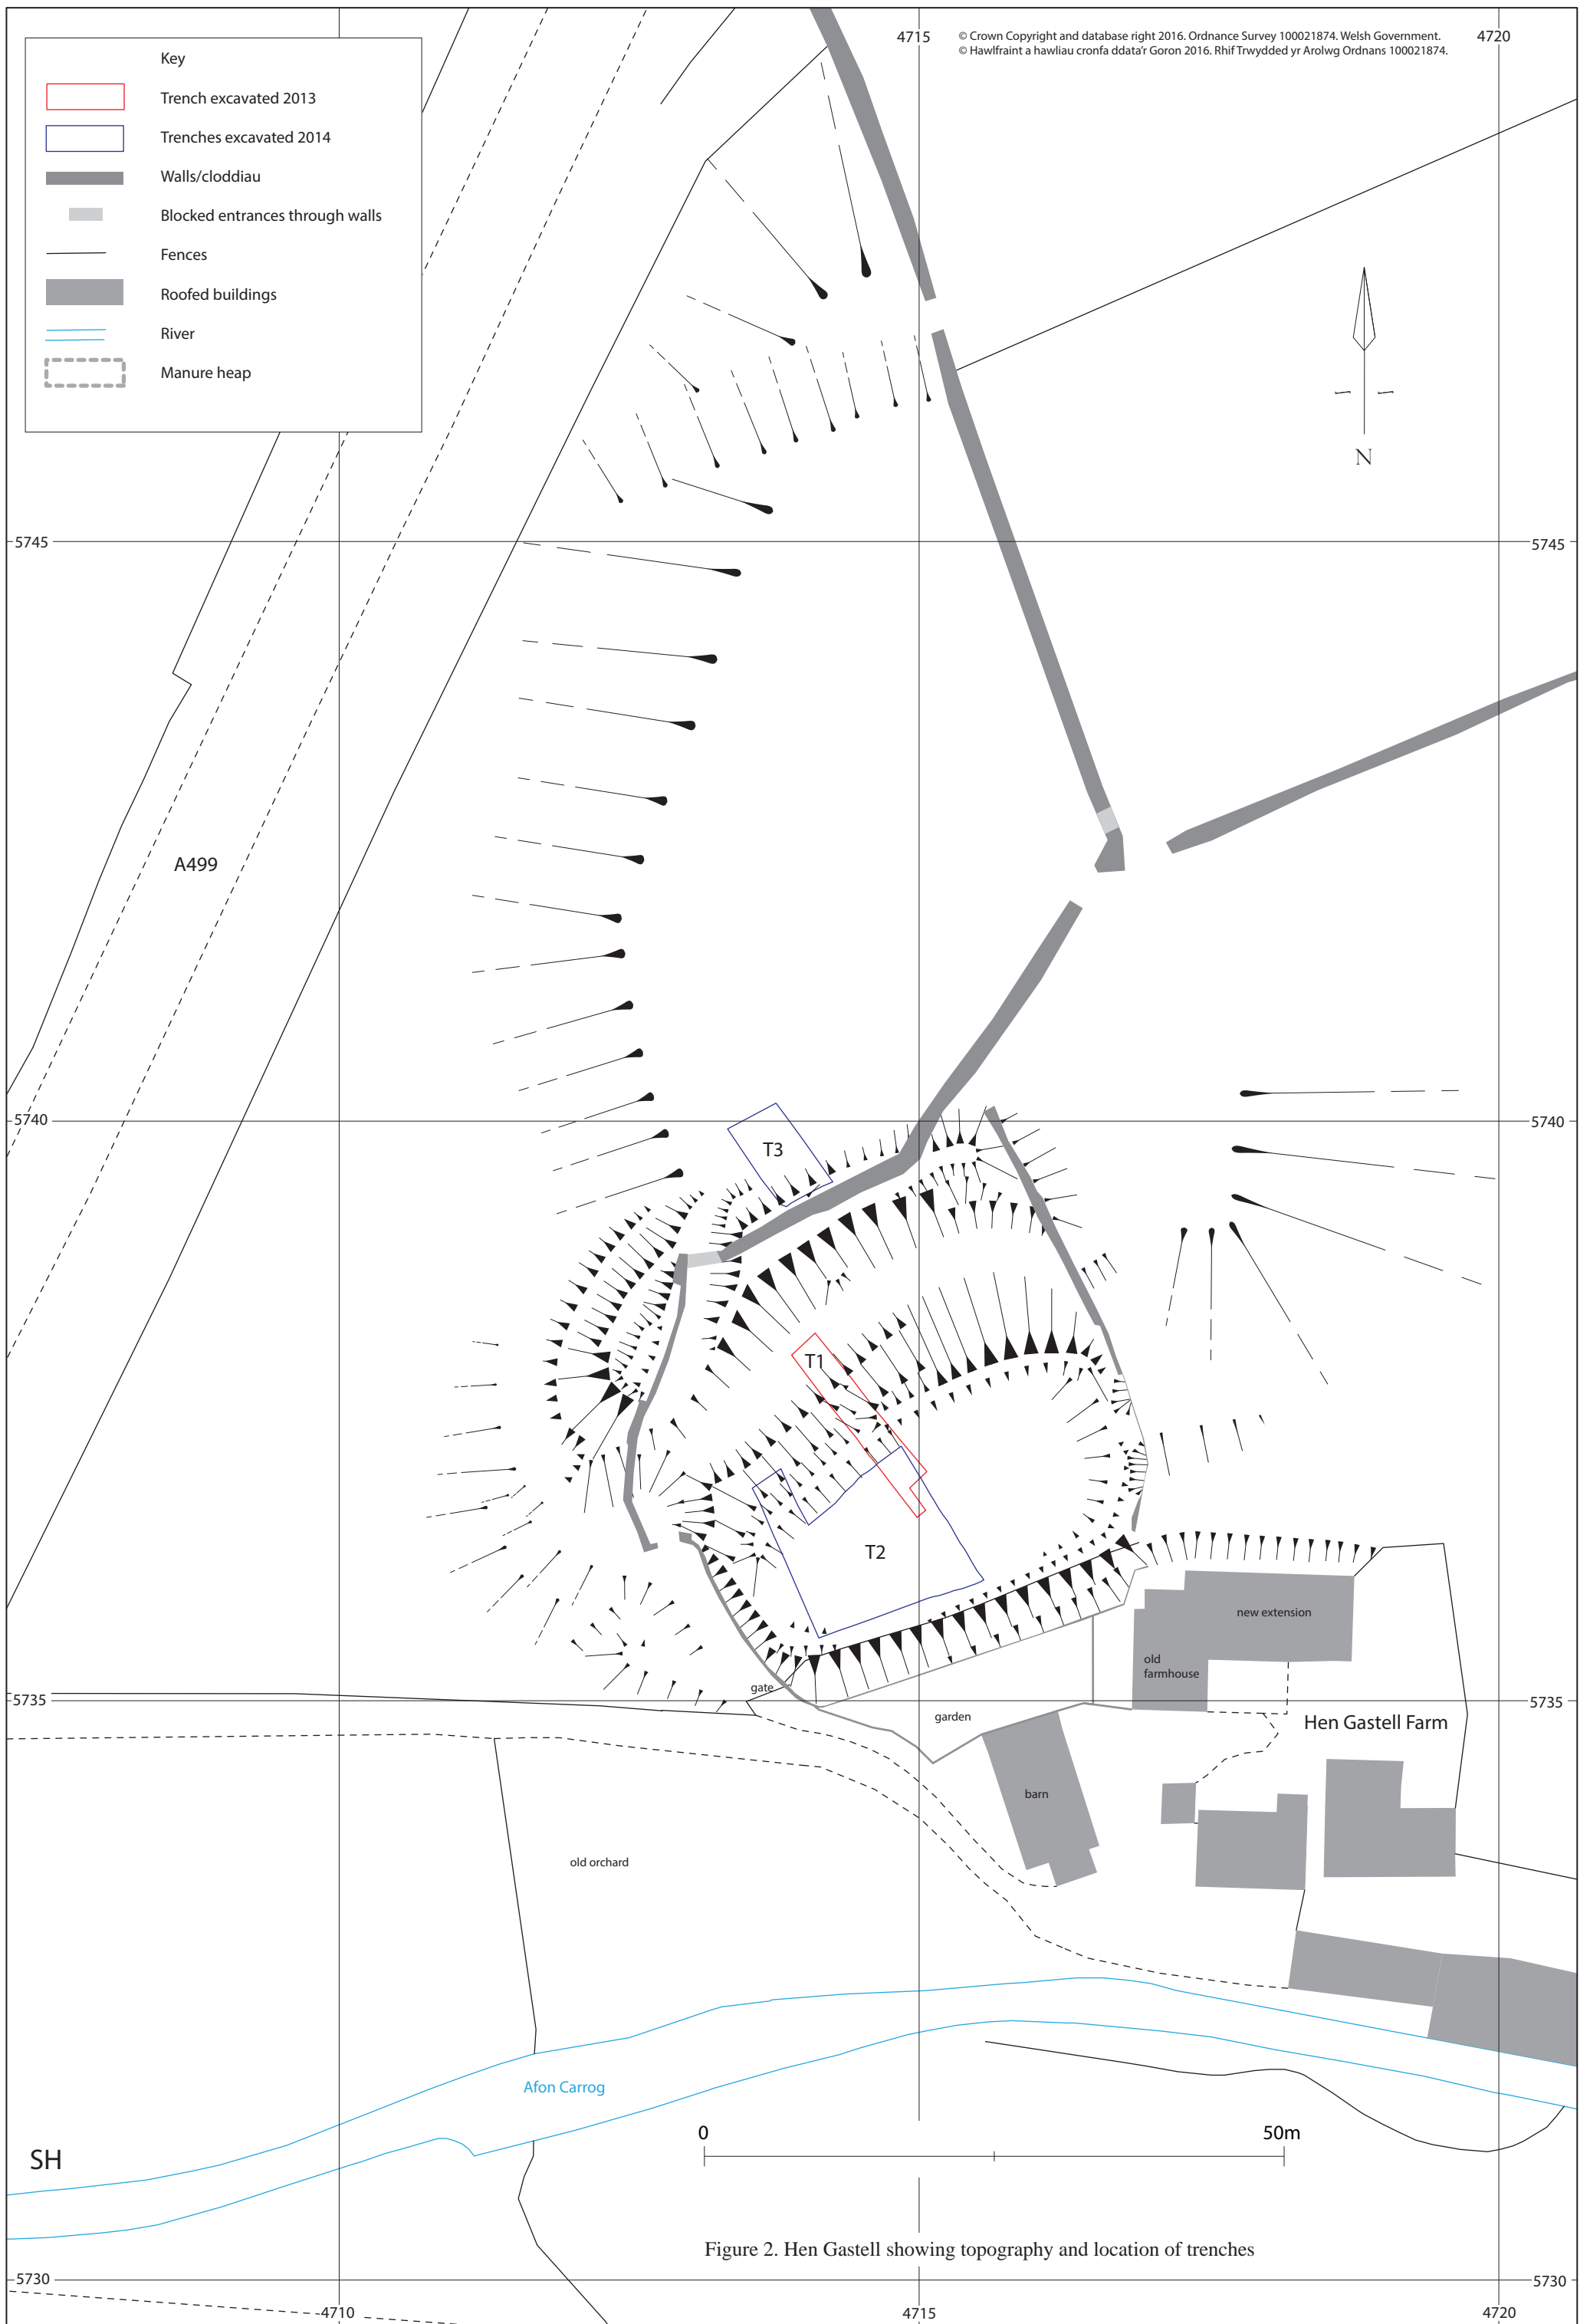 Key
Trench excavated 2013
Trenches excavated 2014
Walls/cloddiau
Blocked entrances through walls
Fences
Roofed buildings
River
Manure heap
4715
© Crown Copyright and database right 2016. Ordnance Survey 100021874. Welsh Government.
© Hawlfraint a hawliau cronfa ddata'r Goron 2016. Rhif Trwydded yr Arolwg Ordnans 100021874.
4720
N
5745
5745
A499
5740
5740
T3
T1
T2
new extension
old
farmhouse
gate
5735
5735
garden
Hen Gastell Farm
barn
old orchard
Afon Carrog
0
50m
SH
Figure 2. Hen Gastell showing topography and location of trenches
5730
5730
4710
4715
4720